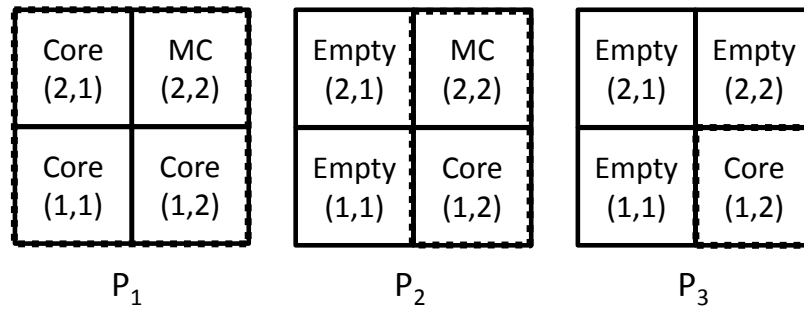 Core MC Empty MC Empty Empty
(2,1) (2,2) (2,1) (2,2) (2,1) (2,2)
Core Core Empty Core Empty Core
(1,1) (1,2) (1,1) (1,2) (1,1) (1,2)
P₁ P₂ P₃